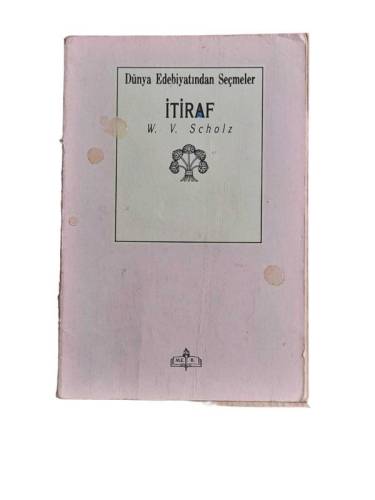 Dünya Edebiyatından Seçmeler
İTİRAF
W. V. Scholz
M.E. B.